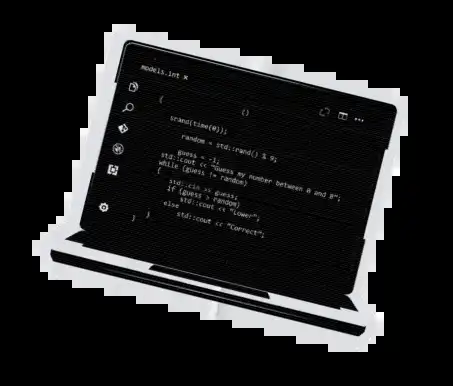 models.int ×
{
()
srand(time(0));
random = std::rand() % 9;
guess = -1;
std::cout << "Guess my number between 0 and 8";
while (guess != random)
{
std::cin >> guess;
if (guess > random)
std::cout << "Lower";
else
std::cout << "Correct";
}
]